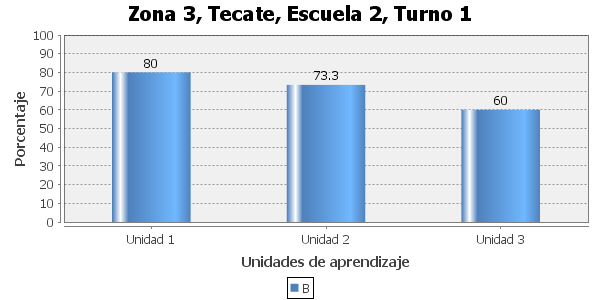 Zona 3, Tecate, Escuela 2, Turno 1
Porcentaje
100
90
80
70
60
50
40
30
20
10
0
80
73.3
60
Unidad 1
Unidad 2
Unidad 3
Unidades de aprendizaje
B